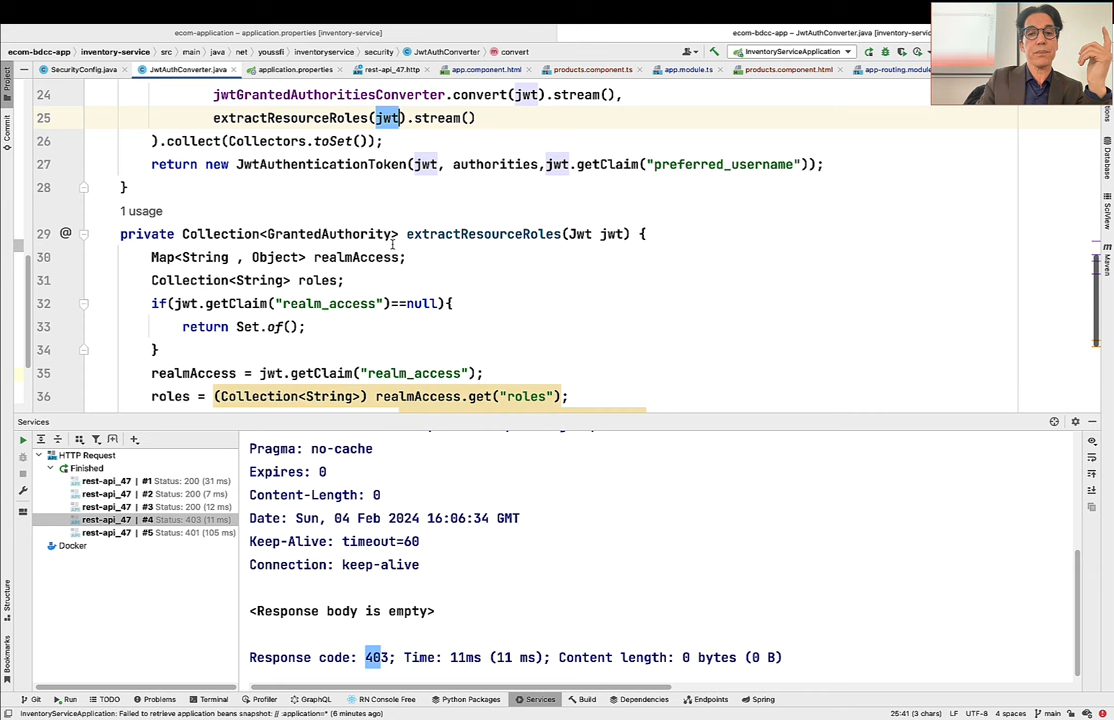 ecom-application – application.properties [inventory-service]
ecom-bdcc-app
inventory-service
src
main
java
net
youssfi
inventoryservice
security
JwtAuthConverter
convert
InventoryServiceApplication
SecurityConfig.java
JwtAuthConverter.java
application.properties
rest-api_47.http
app.component.html
products.component.ts
app.module.ts
products.component.html
app-routing.module
24 jwtGrantedAuthoritiesConverter.convert(jwt).stream(),
25 extractResourceRoles(jwt).stream()
26 ).collect(Collectors.toSet());
27 return new JwtAuthenticationToken(jwt, authorities,jwt.getClaim("preferred_username"));
28 }
1 usage
29 @ private Collection<GrantedAuthority> extractResourceRoles(Jwt jwt) {
30 Map<String , Object> realmAccess;
31 Collection<String> roles;
32 if(jwt.getClaim("realm_access")==null){
33 return Set.of();
34 }
35 realmAccess = jwt.getClaim("realm_access");
36 roles = (Collection<String>) realmAccess.get("roles");
Project
Commit
Structure
Bookmarks
Database
SciView
Maven
Services
HTTP Request
Finished
rest-api_47 | #1 Status: 200 (31 ms)
rest-api_47 | #2 Status: 200 (7 ms)
rest-api_47 | #3 Status: 200 (12 ms)
rest-api_47 | #4 Status: 403 (11 ms)
rest-api_47 | #5 Status: 401 (105 ms)
Docker
Pragma: no-cache
Expires: 0
Content-Length: 0
Date: Sun, 04 Feb 2024 16:06:34 GMT
Keep-Alive: timeout=60
Connection: keep-alive
<Response body is empty>
Response code: 403; Time: 11ms (11 ms); Content length: 0 bytes (0 B)
Git
Run
TODO
Problems
Terminal
Profiler
GraphQL
RN Console Free
Python Packages
Services
Build
Dependencies
Endpoints
Spring
InventoryServiceApplication: Failed to retrieve application beans snapshot: // :application=* (6 minutes ago)
25:41 (3 chars)
LF
UTF-8
4 spaces
main